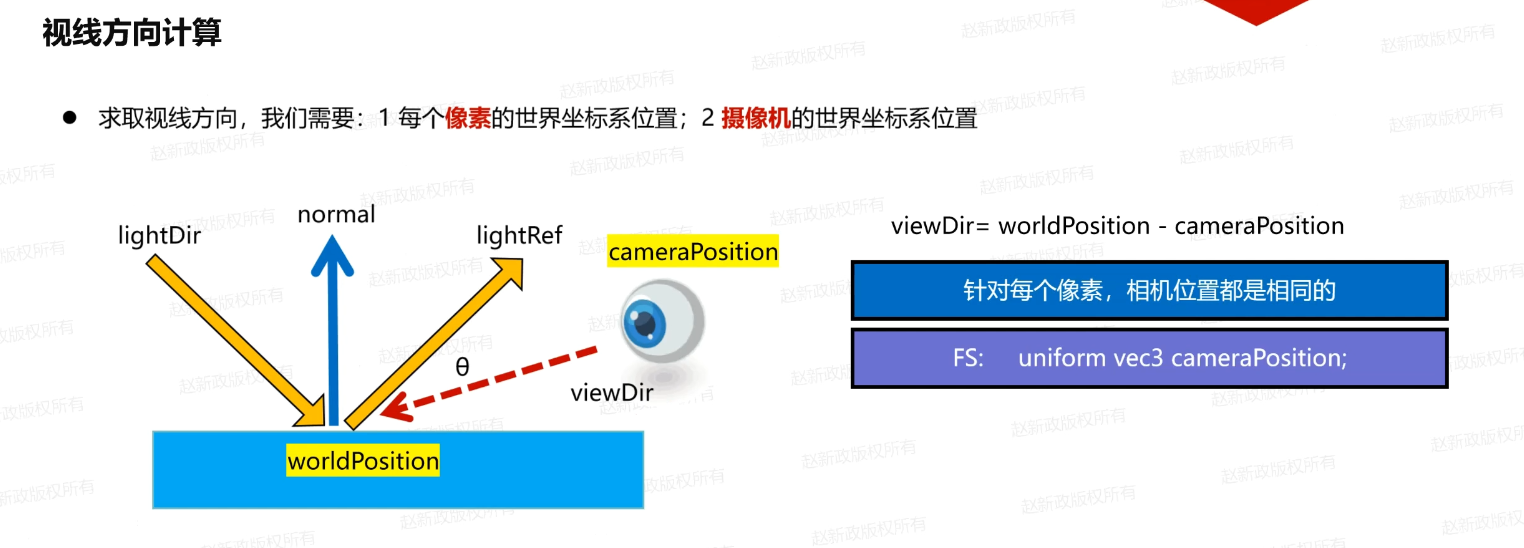 视线方向计算
● 求取视线方向，我们需要：1 每个像素的世界坐标系位置；2 摄像机的世界坐标系位置
normal
lightDir
lightRef
cameraPosition
θ
viewDir
worldPosition
viewDir= worldPosition - cameraPosition
针对每个像素，相机位置都是相同的
FS: uniform vec3 cameraPosition;
赵新政版权所有